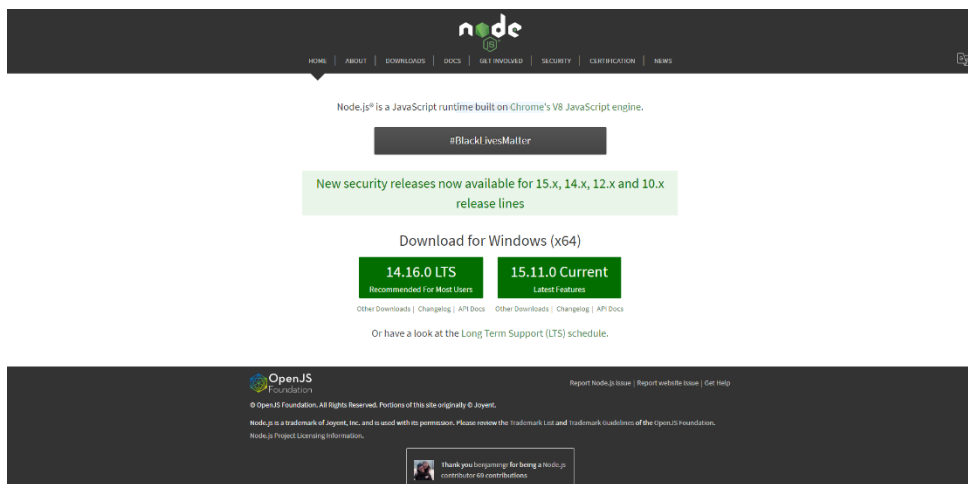 node
JS
HOME | ABOUT | DOWNLOADS | DOCS | GET INVOLVED | SECURITY | CERTIFICATION | NEWS
Node.js® is a JavaScript runtime built on Chrome's V8 JavaScript engine.
#BlackLivesMatter
New security releases now available for 15.x, 14.x, 12.x and 10.x
release lines
Download for Windows (x64)
14.16.0 LTS
Recommended For Most Users
15.11.0 Current
Latest Features
Other Downloads | Changelog | API Docs
Other Downloads | Changelog | API Docs
Or have a look at the Long Term Support (LTS) schedule.
OpenJS
Foundation
Report Node.js issue | Report website issue | Get Help
© OpenJS Foundation. All Rights Reserved. Portions of this site originally © Joyent.
Node.js is a trademark of Joyent, Inc. and is used with its permission. Please review the Trademark List and Trademark Guidelines of the OpenJS Foundation.
Node.js Project Licensing Information.
Thank you benjamingr for being a Node.js
contributor 69 contributions